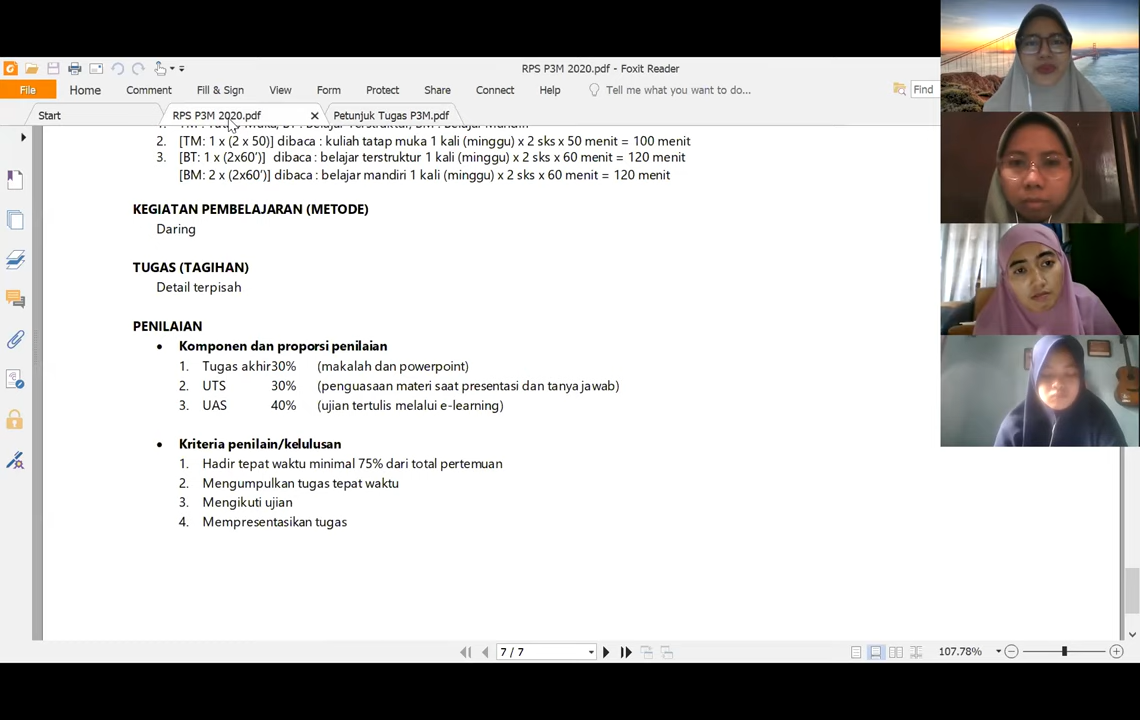 RPS P3M 2020.pdf - Foxit Reader
File Home Comment Fill & Sign View Form Protect Share Connect Help Tell me what you want to do... Find
Start RPS P3M 2020.pdf Petunjuk Tugas P3M.pdf
2. [TM: 1 x (2 x 50)] dibaca : kuliah tatap muka 1 kali (minggu) x 2 sks x 50 menit = 100 menit
3. [BT: 1 x (2x60')] dibaca : belajar terstruktur 1 kali (minggu) x 2 sks x 60 menit = 120 menit
[BM: 2 x (2x60')] dibaca : belajar mandiri 1 kali (minggu) x 2 sks x 60 menit = 120 menit
KEGIATAN PEMBELAJARAN (METODE)
Daring
TUGAS (TAGIHAN)
Detail terpisah
PENILAIAN
• Komponen dan proporsi penilaian
1. Tugas akhir30% (makalah dan powerpoint)
2. UTS 30% (penguasaan materi saat presentasi dan tanya jawab)
3. UAS 40% (ujian tertulis melalui e-learning)
• Kriteria penilain/kelulusan
1. Hadir tepat waktu minimal 75% dari total pertemuan
2. Mengumpulkan tugas tepat waktu
3. Mengikuti ujian
4. Mempresentasikan tugas
7 / 7 107.78%